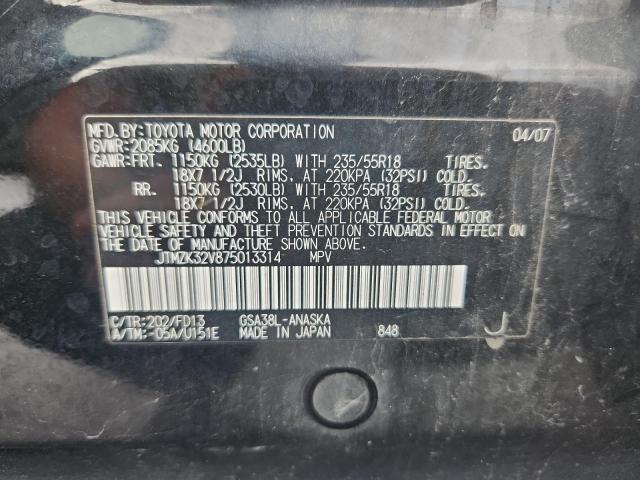 MFD.BY:TOYOTA MOTOR CORPORATION 04/07
GVWR:2085KG (4600LB)
GAWR:FRT. 1150KG (2535LB) WITH 235/55R18 TIRES.
18X7 1/2J RIMS. AT 220KPA (32PSI) COLD.
RR. 1150KG (2530LB) WITH 235/55R18 TIRES.
18X7 1/2J RIMS. AT 220KPA (32PSI) COLD.
THIS VEHICLE CONFORMS TO ALL APPLICABLE FEDERAL MOTOR
VEHICLE SAFETY AND THEFT PREVENTION STANDARDS IN EFFECT ON
THE DATE OF MANUFACTURE SHOWN ABOVE.
JTMZK32V875013314 MPV
C/TR:202/FD13 GSA38L-ANASKA
A/TM:-05A/U151E MADE IN JAPAN 848 J